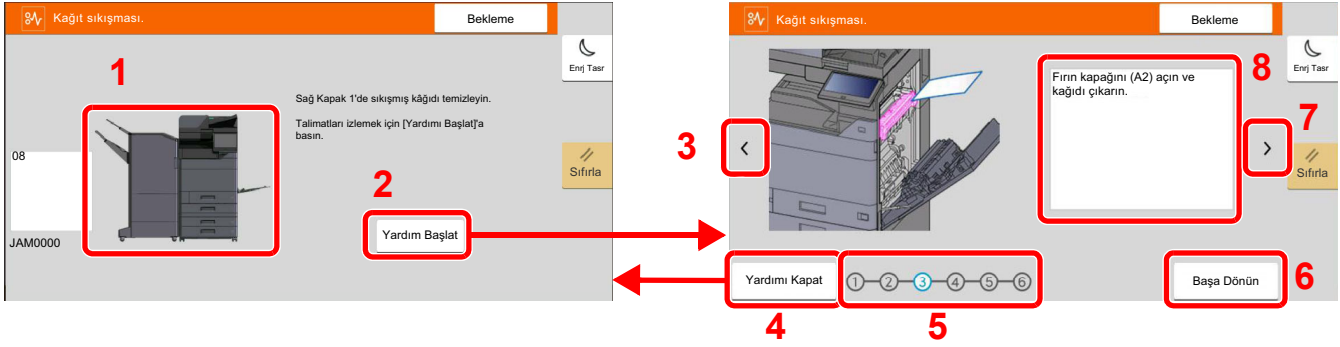 Kağıt sıkışması.
Bekleme
Enrj Tasr
1
Sağ Kapak 1'de sıkışmış kâğıdı temizleyin.
Talimatları izlemek için [Yardımı Başlat]'a
basın.
08
JAM0000
2
Yardım Başlat
Sıfırla
Kağıt sıkışması.
Bekleme
Enrj Tasr
3
Fırın kapağını (A2) açın ve
kağıdı çıkarın.
8
7
Sıfırla
Yardımı Kapat
1 2 3 4 5 6
Başa Dönün
6
4
5